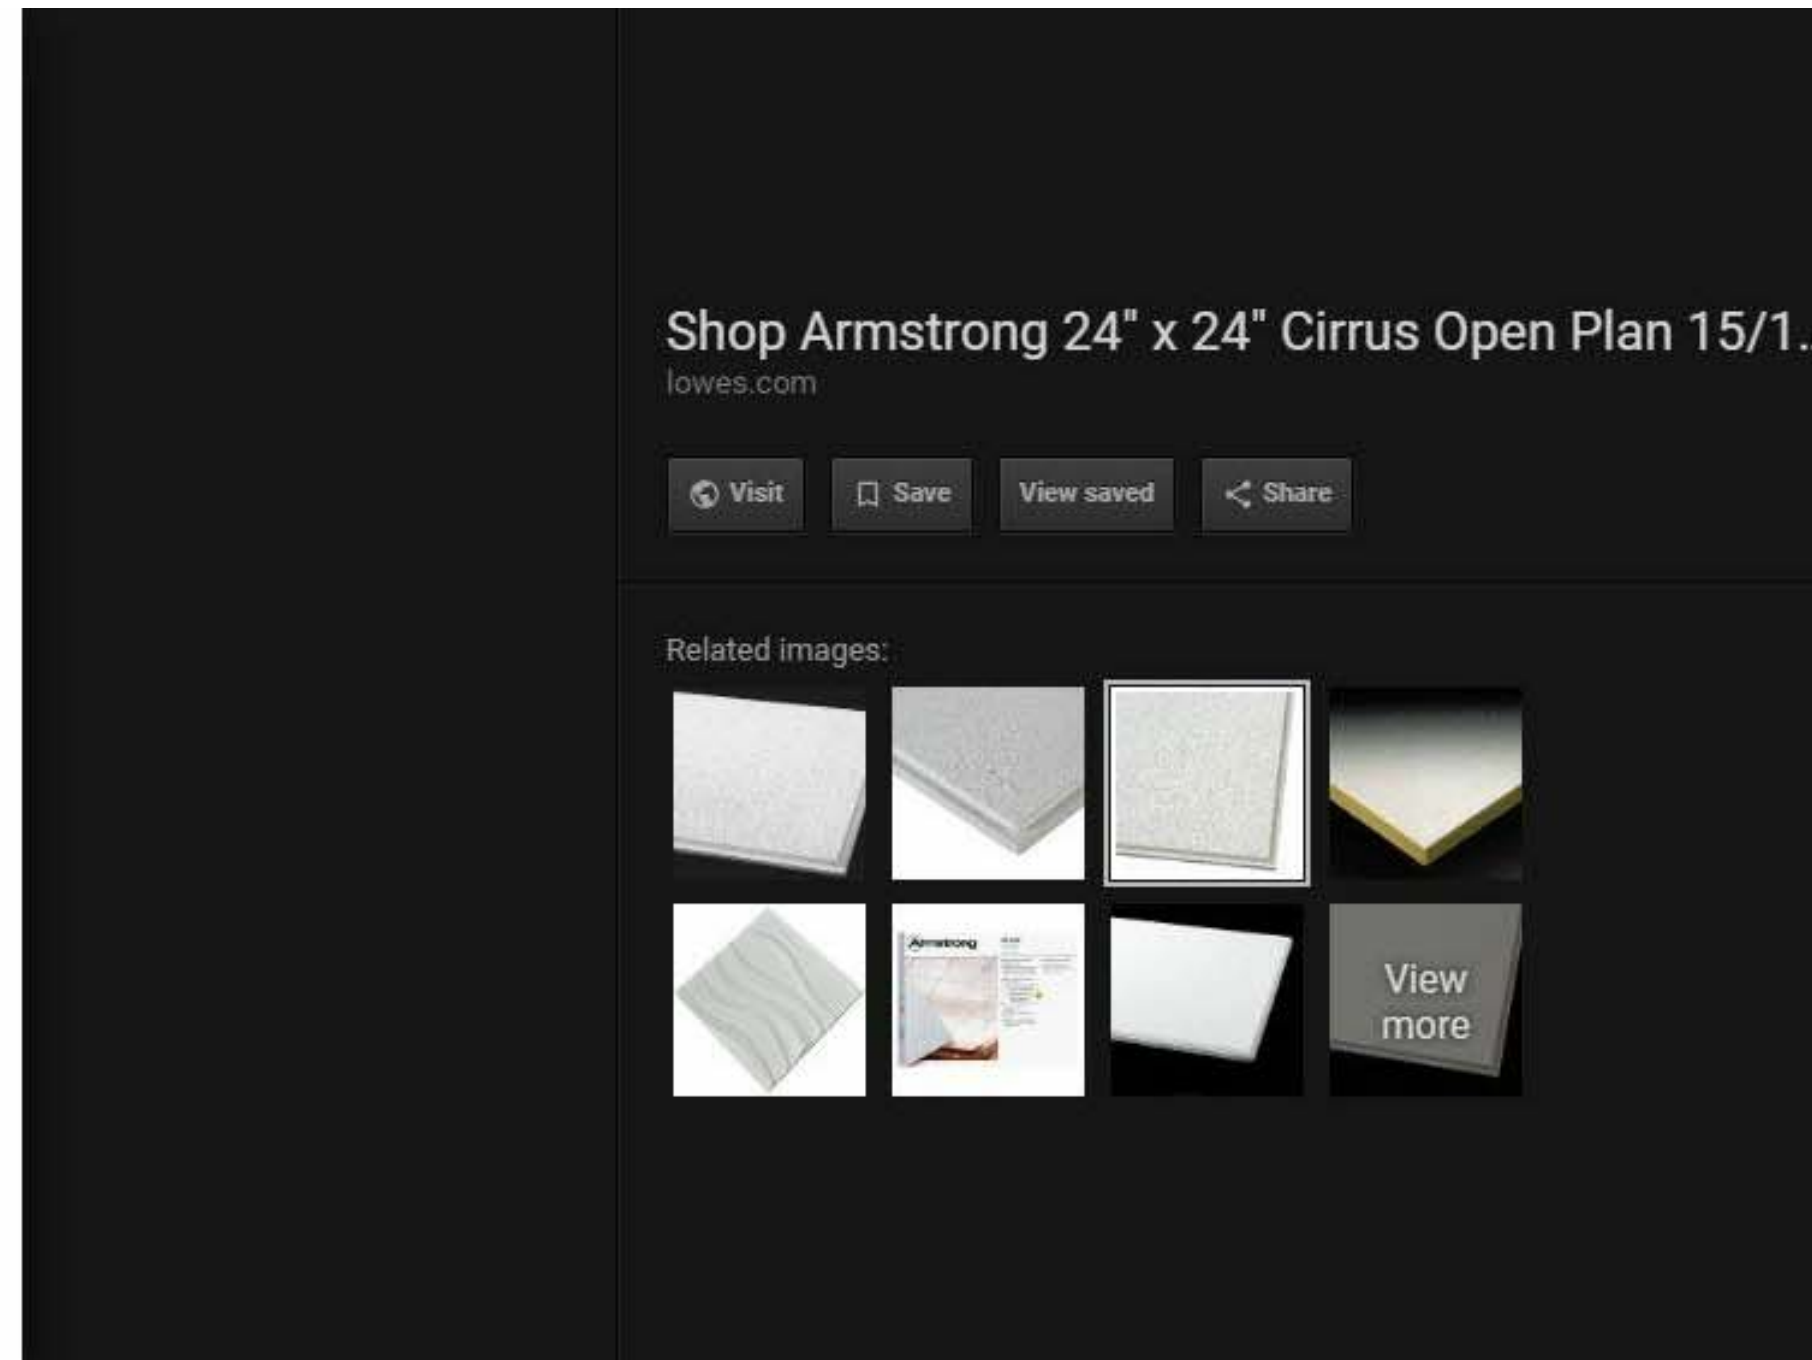 Shop Armstrong 24" x 24" Cirrus Open Plan 15/1...
lowes.com
Visit
Save
View saved
Share
Related images:
Armstrong
View
more